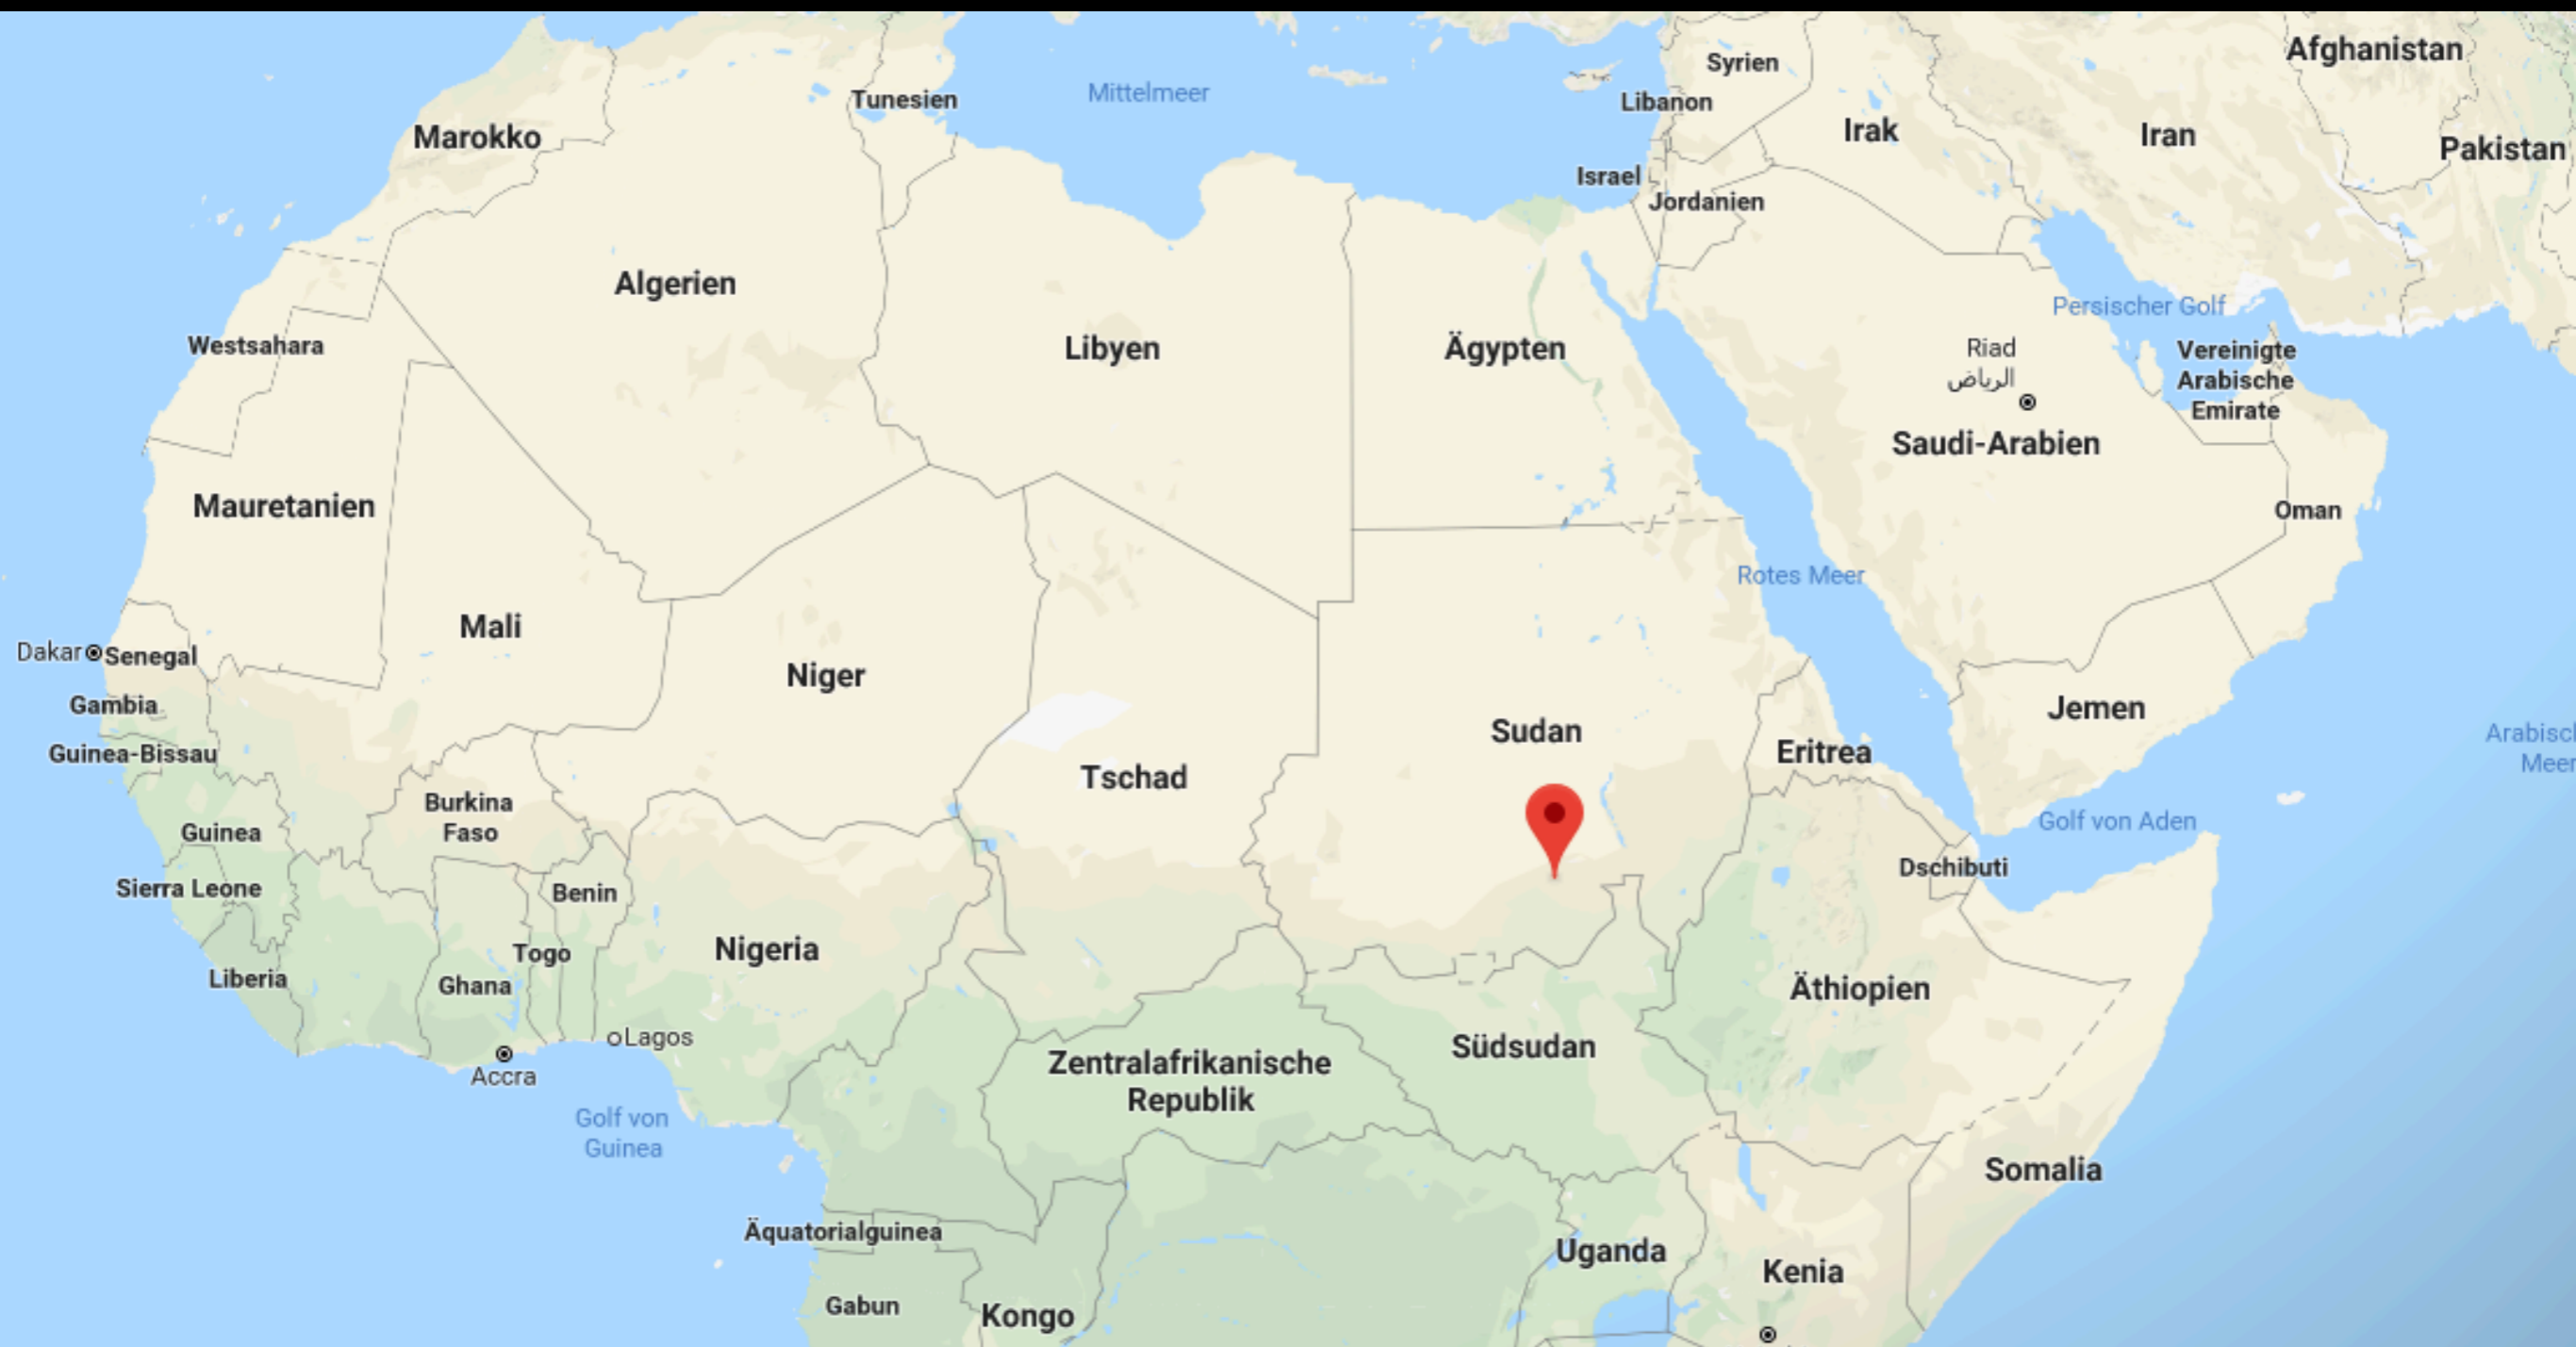 Afghanistan
Syrien
Tunesien
Mittelmeer
Libanon
Marokko
Irak
Iran
Pakistan
Israel
Jordanien
Algerien
Persischer Golf
Westsahara
Libyen
Ägypten
Riad
الرياض
Vereinigte
Arabische
Emirate
Saudi-Arabien
Mauretanien
Oman
Rotes Meer
Mali
Dakar
Senegal
Niger
Gambia
Jemen
Sudan
Guinea-Bissau
Eritrea
Meer
Tschad
Burkina
Faso
Guinea
Golf von Aden
Dschibuti
Sierra Leone
Benin
Nigeria
Togo
Liberia
Ghana
Äthiopien
Lagos
Südsudan
Accra
Zentralafrikanische
Republik
Golf von
Guinea
Somalia
Äquatorialguinea
Uganda
Kenia
Gabun
Kongo